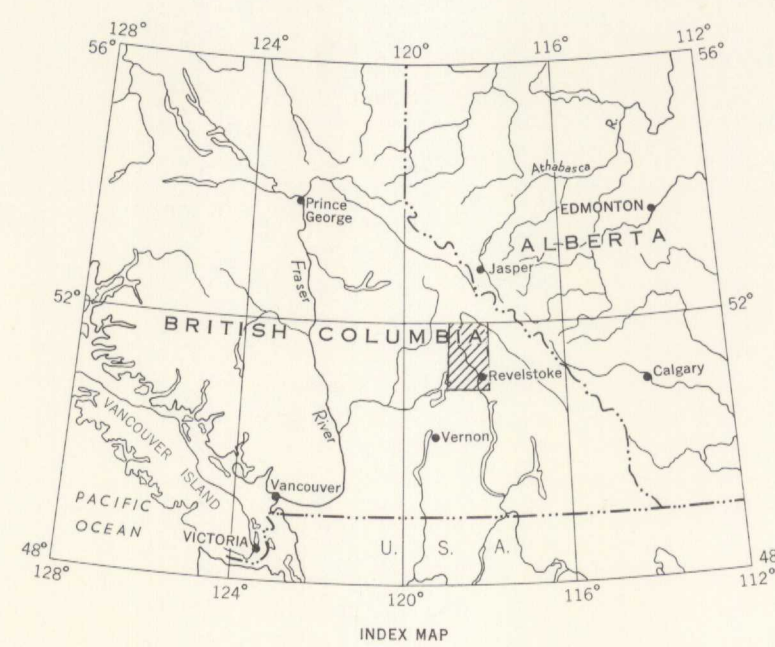 128°
124°
120°
116°
112°
56°
56°
R.
Athabasca
Prince
George
EDMONTON
ALBERTA
Fraser
Jasper
52°
52°
BRITISH COLUMBIA
Revelstoke
Calgary
VANCOUVER ISLAND
River
Vernon
Vancouver
PACIFIC
OCEAN
VICTORIA
U. S. A.
48°
48
128°
124°
120°
116°
112°
INDEX MAP